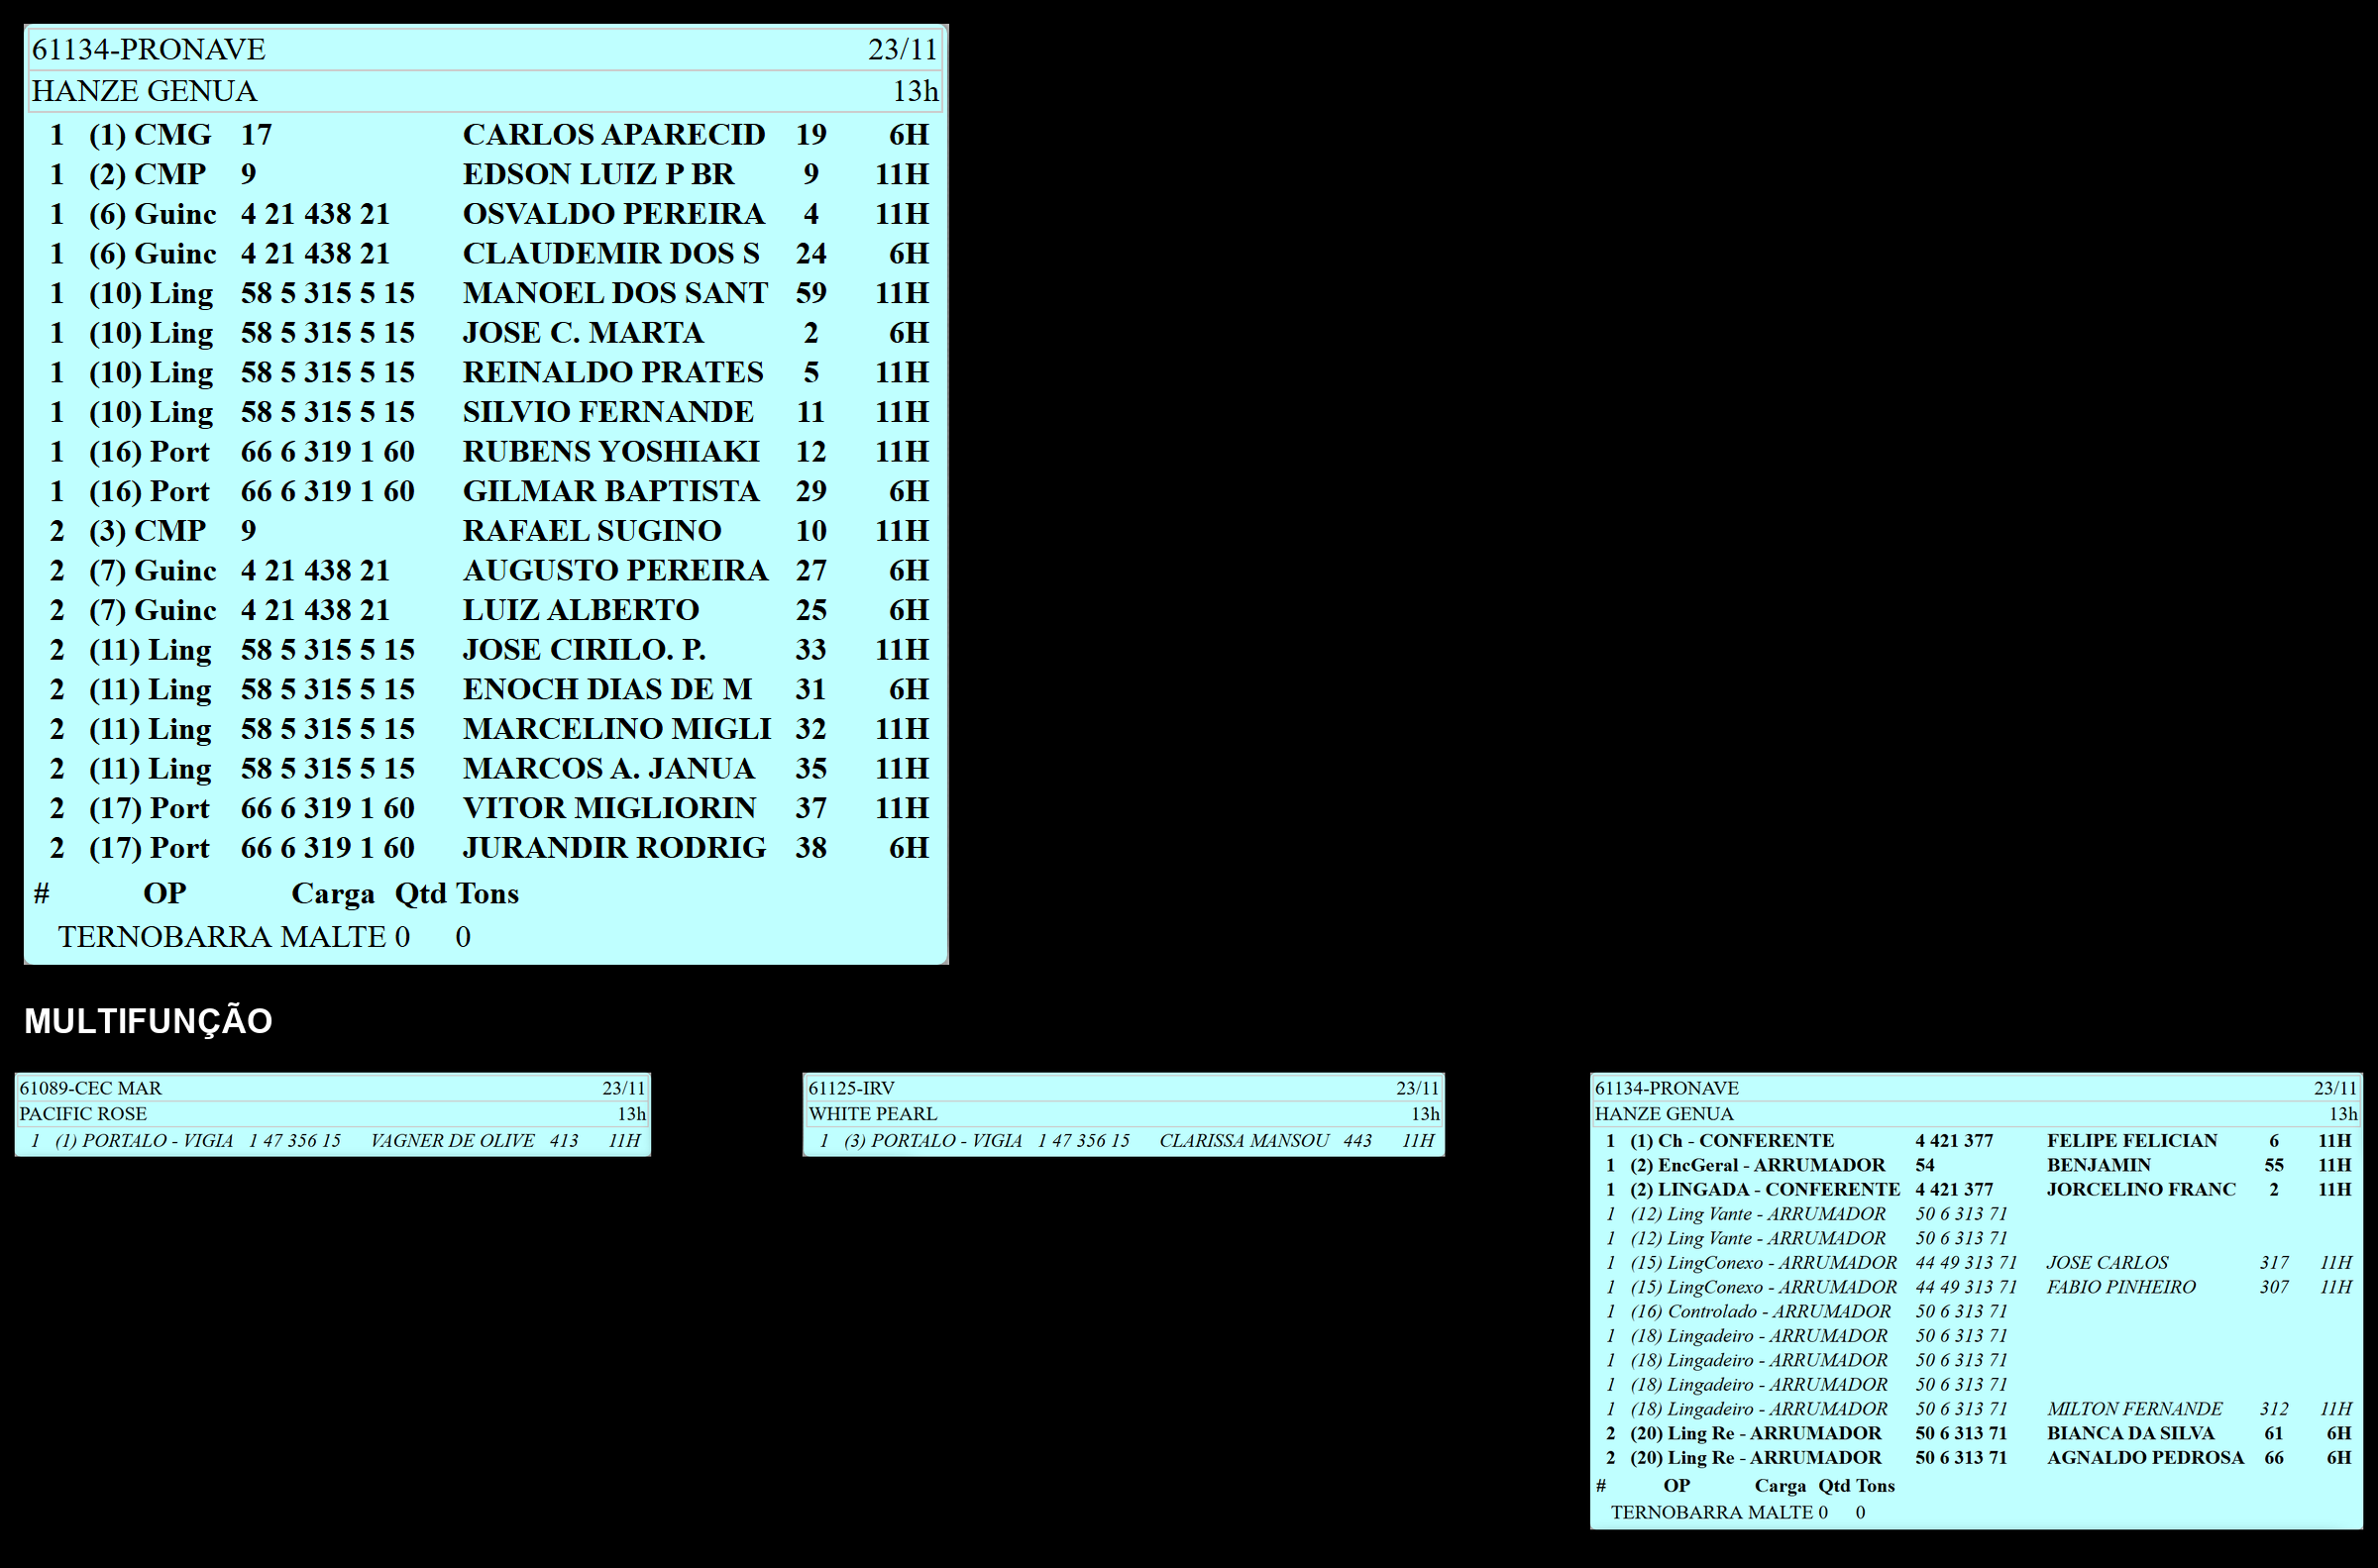 61134-PRONAVE 23/11
HANZE GENUA 13h
1 (1) CMG 17 CARLOS APARECID 19 6H
1 (2) CMP 9 EDSON LUIZ P BR 9 11H
1 (6) Guinc 4 21 438 21 OSVALDO PEREIRA 4 11H
1 (6) Guinc 4 21 438 21 CLAUDEMIR DOS S 24 6H
1 (10) Ling 58 5 315 5 15 MANOEL DOS SANT 59 11H
1 (10) Ling 58 5 315 5 15 JOSE C. MARTA 2 6H
1 (10) Ling 58 5 315 5 15 REINALDO PRATES 5 11H
1 (10) Ling 58 5 315 5 15 SILVIO FERNANDE 11 11H
1 (16) Port 66 6 319 1 60 RUBENS YOSHIAKI 12 11H
1 (16) Port 66 6 319 1 60 GILMAR BAPTISTA 29 6H
2 (3) CMP 9 RAFAEL SUGINO 10 11H
2 (7) Guinc 4 21 438 21 AUGUSTO PEREIRA 27 6H
2 (7) Guinc 4 21 438 21 LUIZ ALBERTO 25 6H
2 (11) Ling 58 5 315 5 15 JOSE CIRILO. P. 33 11H
2 (11) Ling 58 5 315 5 15 ENOCH DIAS DE M 31 6H
2 (11) Ling 58 5 315 5 15 MARCELINO MIGLI 32 11H
2 (11) Ling 58 5 315 5 15 MARCOS A. JANUA 35 11H
2 (17) Port 66 6 319 1 60 VITOR MIGLIORIN 37 11H
2 (17) Port 66 6 319 1 60 JURANDIR RODRIG 38 6H
# OP Carga Qtd Tons
TERNOBARRA MALTE 0 0
MULTIFUNÇÃO
61089-CEC MAR 23/11
PACIFIC ROSE 13h
1 (1) PORTALO - VIGIA 1 47 356 15 VAGNER DE OLIVE 413 11H
61125-IRV 23/11
WHITE PEARL 13h
1 (3) PORTALO - VIGIA 1 47 356 15 CLARISSA MANSOU 443 11H
61134-PRONAVE 23/11
HANZE GENUA 13h
1 (1) Ch - CONFERENTE 4 421 377 FELIPE FELICIAN 6 11H
1 (2) EncGeral - ARRUMADOR 54 BENJAMIN 55 11H
1 (2) LINGADA - CONFERENTE 4 421 377 JORCELINO FRANC 2 11H
1 (12) Ling Vante - ARRUMADOR 50 6 313 71
1 (12) Ling Vante - ARRUMADOR 50 6 313 71
1 (15) LingConexo - ARRUMADOR 44 49 313 71 JOSE CARLOS 317 11H
1 (15) LingConexo - ARRUMADOR 44 49 313 71 FABIO PINHEIRO 307 11H
1 (16) Controlado - ARRUMADOR 50 6 313 71
1 (18) Lingadeiro - ARRUMADOR 50 6 313 71
1 (18) Lingadeiro - ARRUMADOR 50 6 313 71
1 (18) Lingadeiro - ARRUMADOR 50 6 313 71
1 (18) Lingadeiro - ARRUMADOR 50 6 313 71 MILTON FERNANDE 312 11H
2 (20) Ling Re - ARRUMADOR 50 6 313 71 BIANCA DA SILVA 61 6H
2 (20) Ling Re - ARRUMADOR 50 6 313 71 AGNALDO PEDROSA 66 6H
# OP Carga Qtd Tons
TERNOBARRA MALTE 0 0